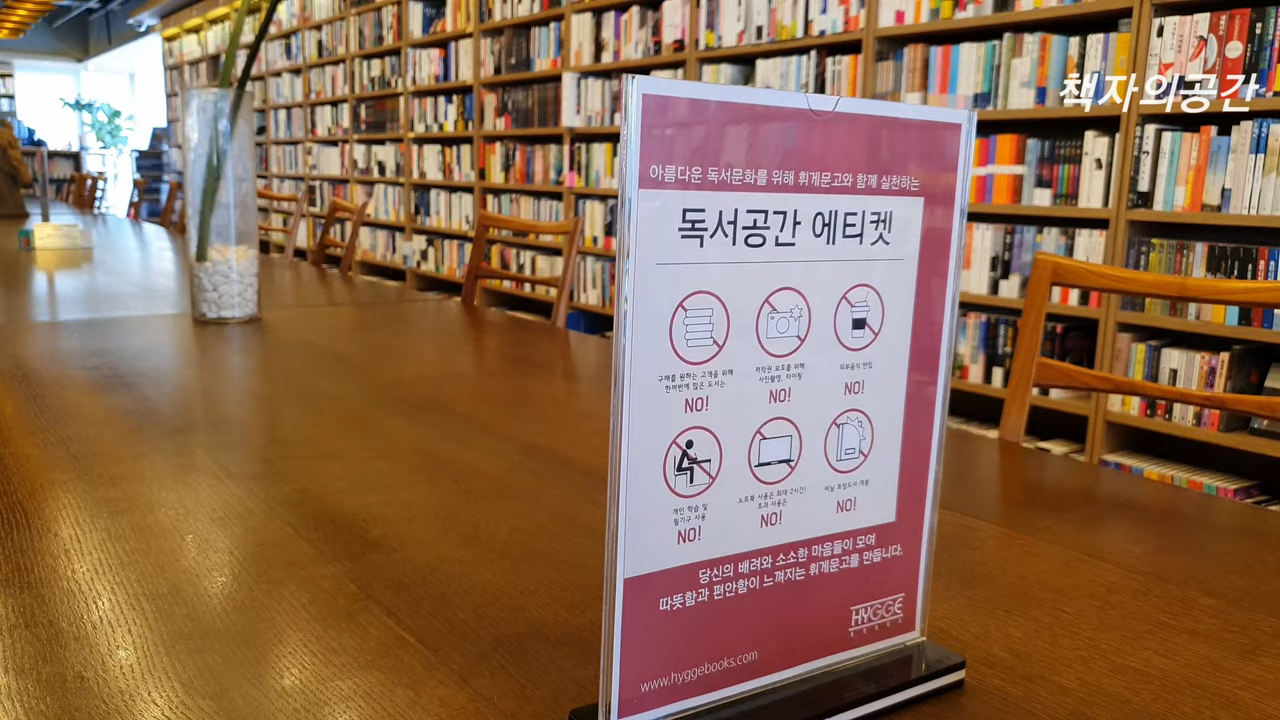 책자의공간
아름다운 독서문화를 위해 휘게문고와 함께 실천하는
독서공간 에티켓
구매를 원하는 고객을 위해
한꺼번에 많은 도서는
NO!
저작권 보호를 위해
사진촬영, 타이핑
NO!
외부음식 반입
NO!
개인 학습 및
필기구 사용
NO!
노트북 사용은 최대 2시간!
초과 사용은
NO!
비닐 포장도서 개봉
NO!
당신의 배려와 소소한 마음들이 모여
따뜻함과 편안함이 느껴지는 휘게문고를 만듭니다.
HYGGE
www.hyggebooks.com